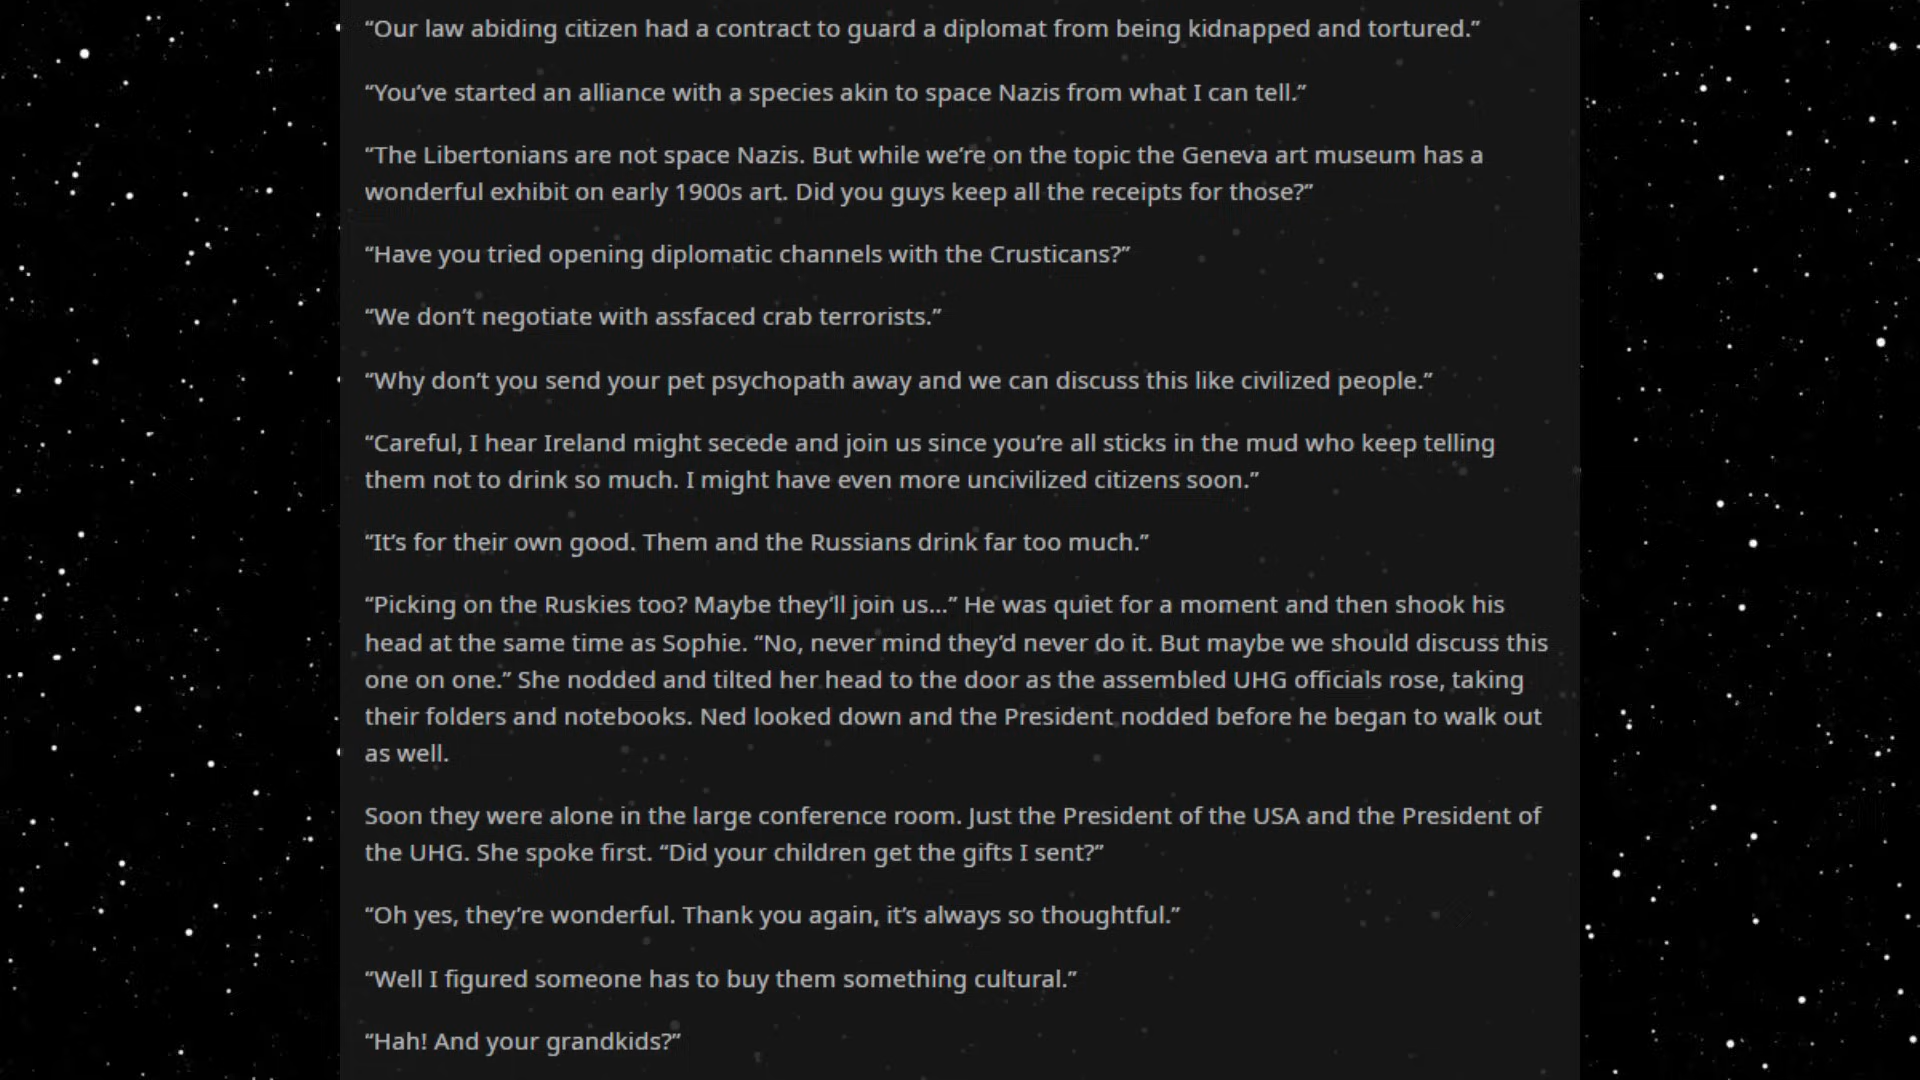 “Our law abiding citizen had a contract to guard a diplomat from being kidnapped and tortured.”
“You’ve started an alliance with a species akin to space Nazis from what I can tell.”
“The Libertonians are not space Nazis. But while we’re on the topic the Geneva art museum has a
wonderful exhibit on early 1900s art. Did you guys keep all the receipts for those?”
“Have you tried opening diplomatic channels with the Crusticans?”
“We don’t negotiate with assfaced crab terrorists.”
“Why don’t you send your pet psychopath away and we can discuss this like civilized people.”
“Careful, I hear Ireland might secede and join us since you’re all sticks in the mud who keep telling
them not to drink so much. I might have even more uncivilized citizens soon.”
“It’s for their own good. Them and the Russians drink far too much.”
“Picking on the Ruskies too? Maybe they’ll join us…” He was quiet for a moment and then shook his
head at the same time as Sophie. “No, never mind they’d never do it. But maybe we should discuss this
one on one.” She nodded and tilted her head to the door as the assembled UHG officials rose, taking
their folders and notebooks. Ned looked down and the President nodded before he began to walk out
as well.
Soon they were alone in the large conference room. Just the President of the USA and the President of
the UHG. She spoke first. “Did your children get the gifts I sent?”
“Oh yes, they’re wonderful. Thank you again, it’s always so thoughtful.”
“Well I figured someone has to buy them something cultural.”
“Hah! And your grandkids?”